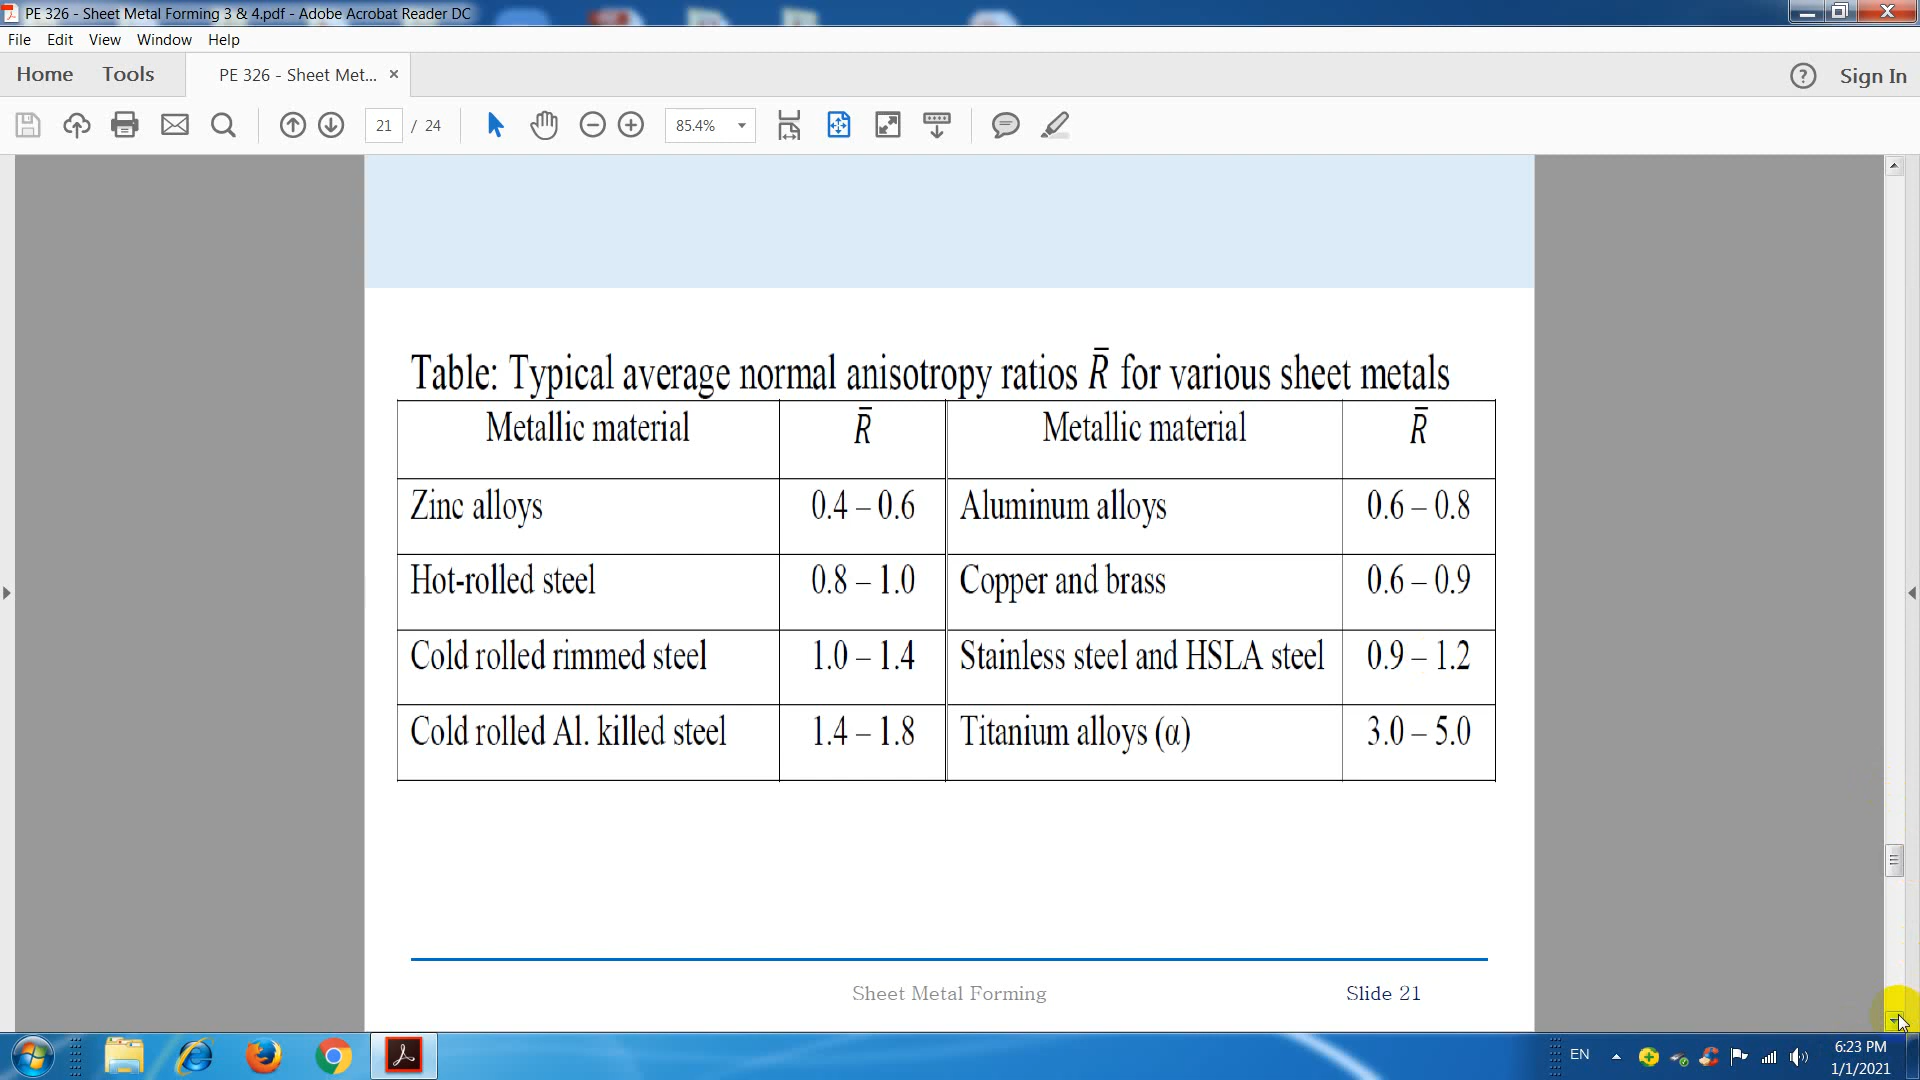 PE 326 - Sheet Metal Forming 3 & 4.pdf - Adobe Acrobat Reader DC
File Edit View Window Help
Home Tools PE 326 - Sheet Met... × ? Sign In
21 / 24 85.4%
Table: Typical average normal anisotropy ratios R̄ for various sheet metals
Metallic material R̄ Metallic material R̄
Zinc alloys 0.4 – 0.6 Aluminum alloys 0.6 – 0.8
Hot-rolled steel 0.8 – 1.0 Copper and brass 0.6 – 0.9
Cold rolled rimmed steel 1.0 – 1.4 Stainless steel and HSLA steel 0.9 – 1.2
Cold rolled Al. killed steel 1.4 – 1.8 Titanium alloys (α) 3.0 – 5.0
Sheet Metal Forming Slide 21
EN 6:23 PM
1/1/2021